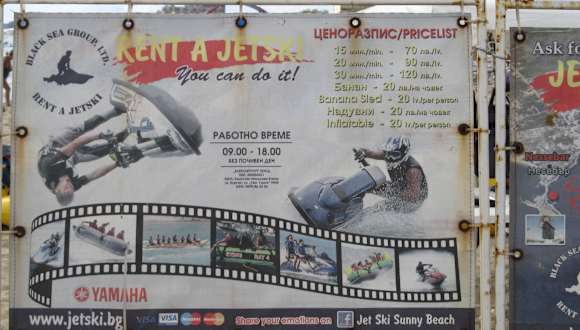 BLACK SEA GROUP, LTD.
RENT A JETSKI
RENT A JETSKI
You can do it!
ЦЕНОРАЗПИС/PRICELIST
15 мин./min. - 70 лв./lv.
20 мин./min. - 90 лв./lv.
30 мин./min. - 120 лв./lv.
Банан - 20 лв./на човек
Banana Sled - 20 lv/per person
Надувни - 20 лв./на човек
Inflatable - 20 lv/per person
РАБОТНО ВРЕМЕ
09.00 - 18.00
БЕЗ ПОЧИВЕН ДЕН
YAMAHA
www.jetski.bg
VISA
VISA
Share your emotions on
f
Jet Ski Sunny Beach
Ask fo
JE
Nessebar
Несебър